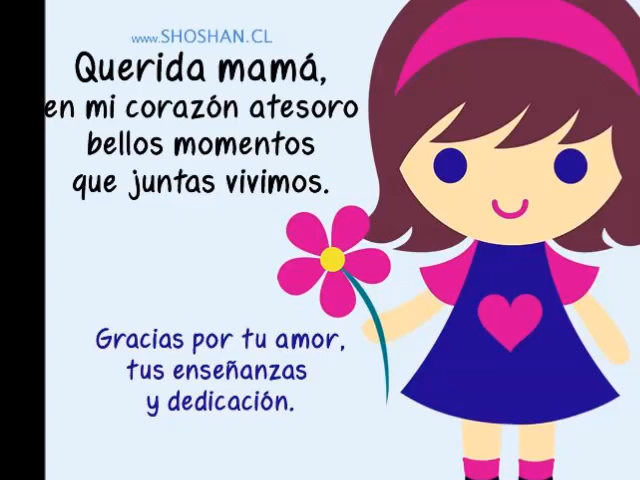 www.SHOSHAN.CL
Querida mamá,
en mi corazón atesoro
bellos momentos
que juntas vivimos.
Gracias por tu amor,
tus enseñanzas
y dedicación.